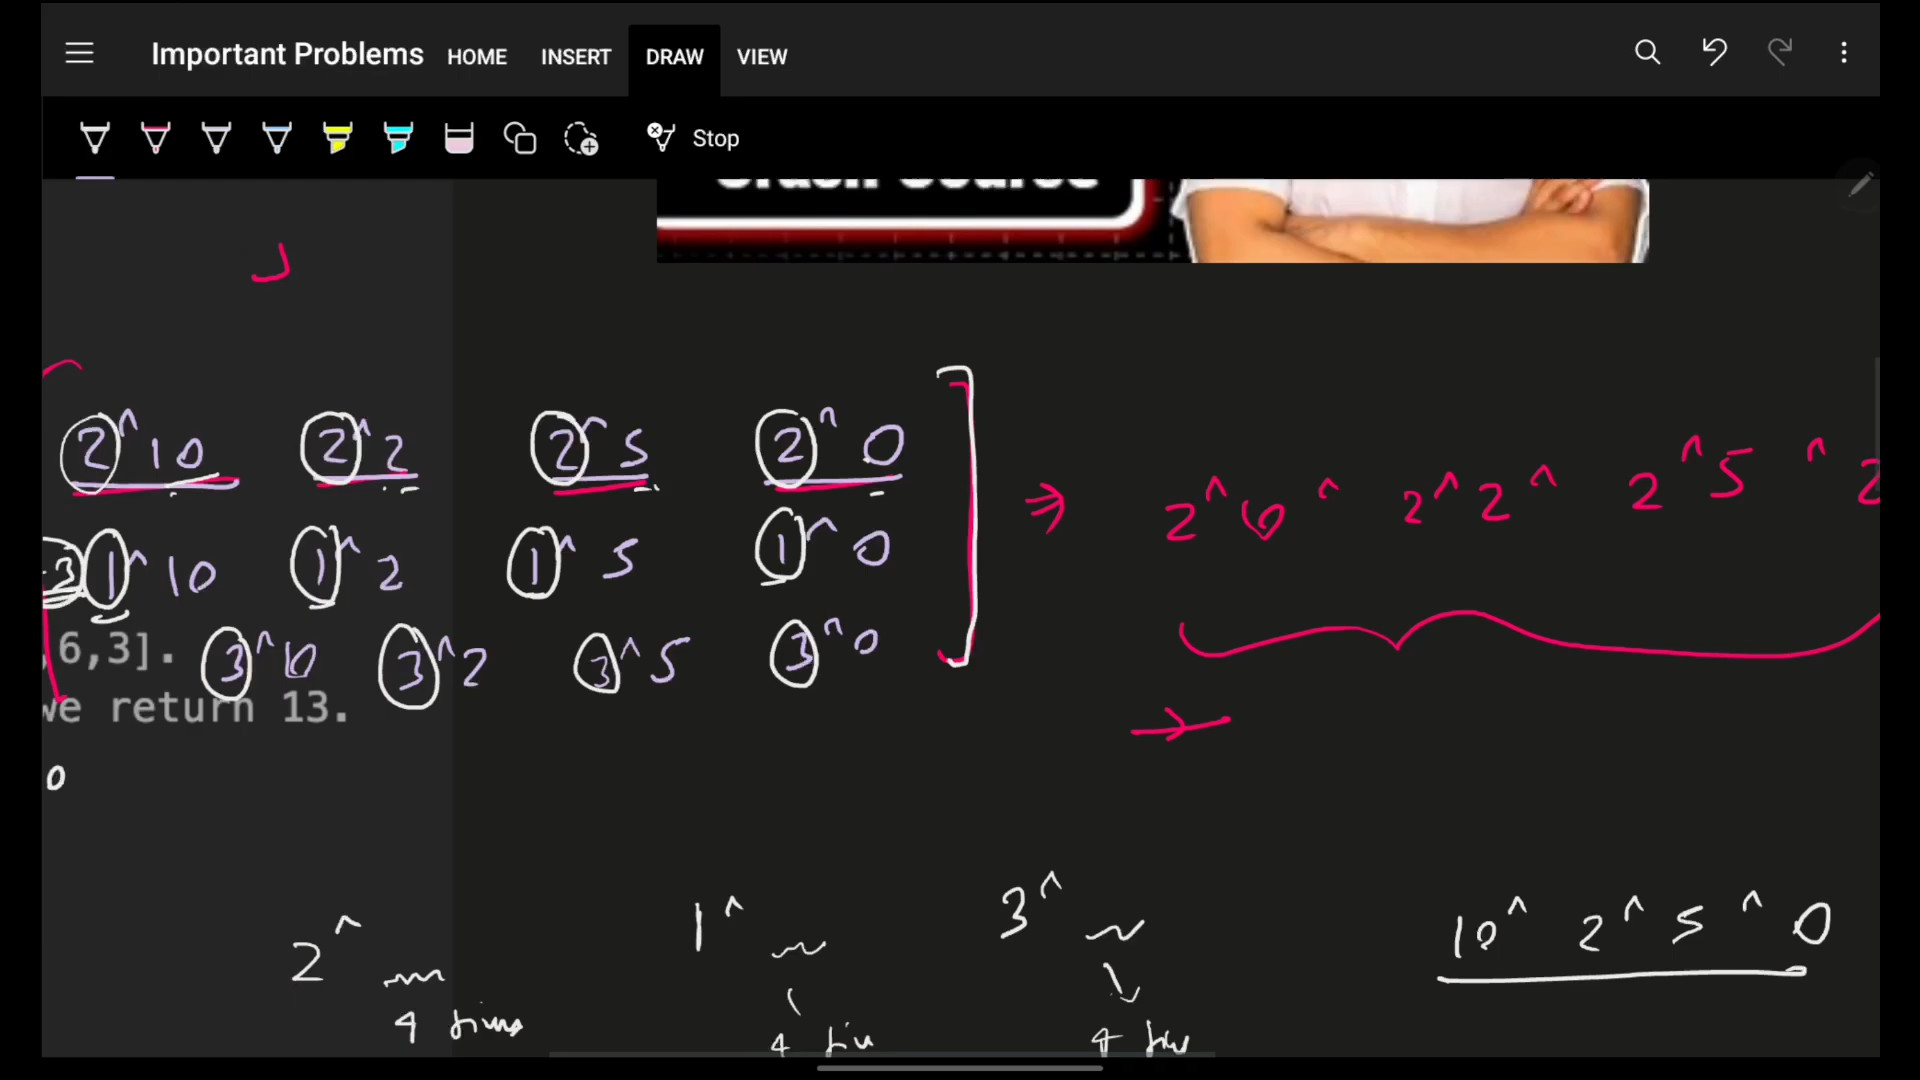 Important Problems HOME INSERT DRAW VIEW
Stop
2^10 2^2 2^5 2^0
⇒ 2^6^ 2^2^ 2^5^2
3 1^10 1^2 1^5 1^0
6,3]. 3^10 3^2 3^5 3^0
we return 13.
0
2^ 1^ 3^ 10^2^5^0
4 times 4 4